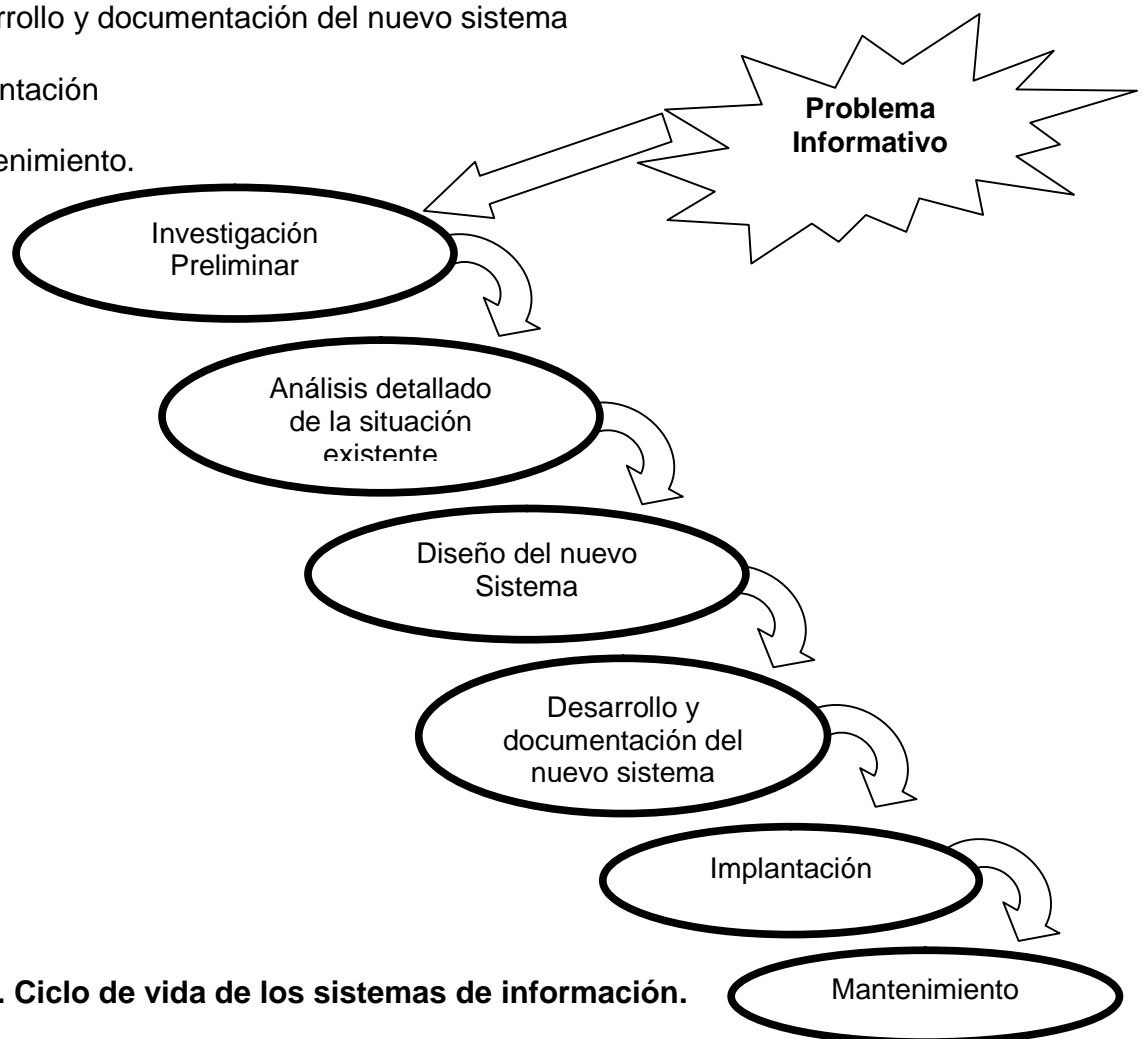 rrollo y documentación del nuevo sistema
ntación
enimiento.
Problema
Informativo
Investigación
Preliminar
Análisis detallado
de la situación
existente
Diseño del nuevo
Sistema
Desarrollo y
documentación del
nuevo sistema
Implantación
Mantenimiento
. Ciclo de vida de los sistemas de información.